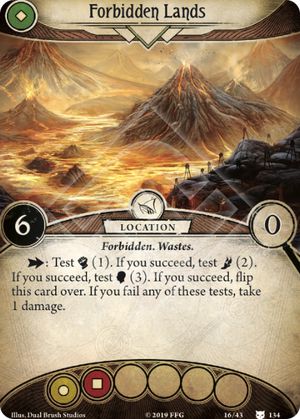 Forbidden Lands
6
LOCATION
0
Forbidden. Wastes.
: Test (1). If you succeed, test (2).
If you succeed, test (3). If you succeed, flip
this card over. If you fail any of these tests, take
1 damage.
Illus. Dual Brush Studios
© 2019 FFG
16/43
134